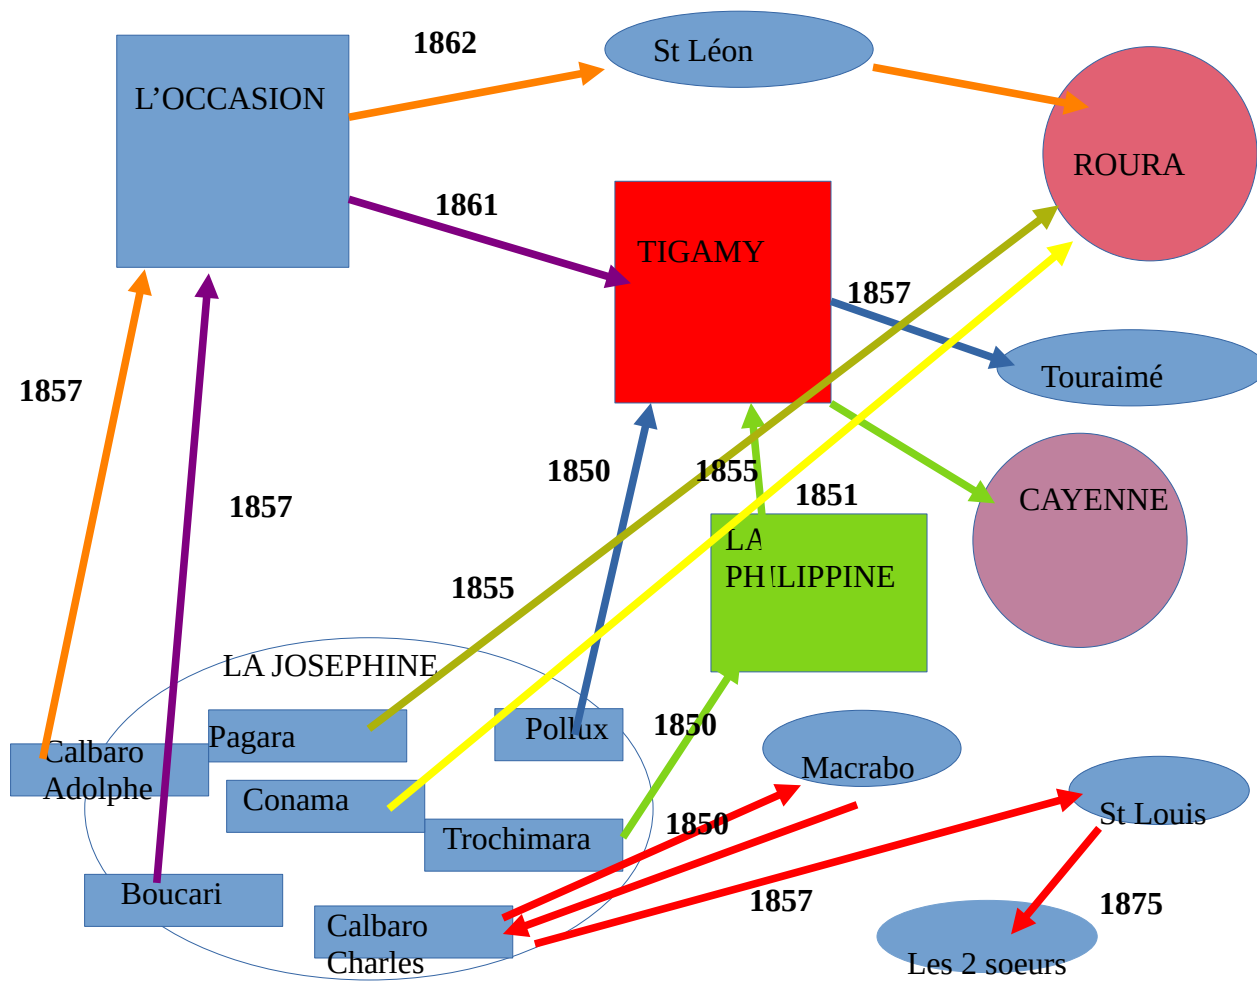 1862
St Léon
L'OCCASION
ROURA
1861
TIGAMY
1857
Touraimé
1857
1850
1855
1851
CAYENNE
1857
LA
PHILIPPINE
1855
LA JOSEPHINE
Pagara
Pollux
1850
Calbaro
Adolphe
Macrabo
Conama
St Louis
1850
Trochimara
Boucari
1857
1875
Calbaro
Charles
Les 2 soeurs